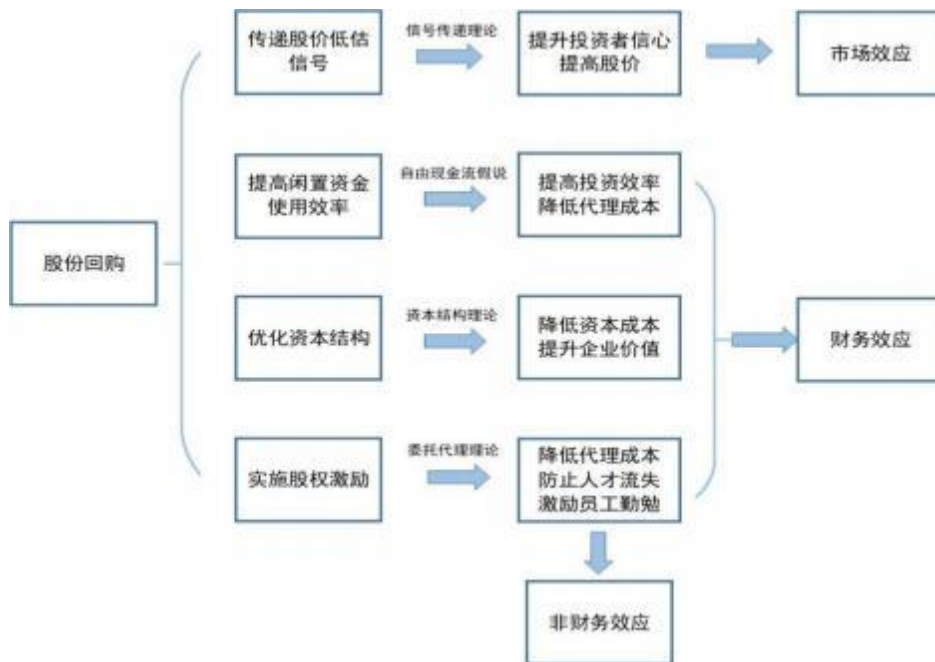 传递股价低估
信号
信号传递理论
提升投资者信心
提高股价
市场效应
提高闲置资金
使用效率
自由现金流假说
提高投资效率
降低代理成本
股份回购
优化资本结构
资本结构理论
降低资本成本
提升企业价值
财务效应
实施股权激励
委托代理理论
降低代理成本
防止人才流失
激励员工勤勉
非财务效应